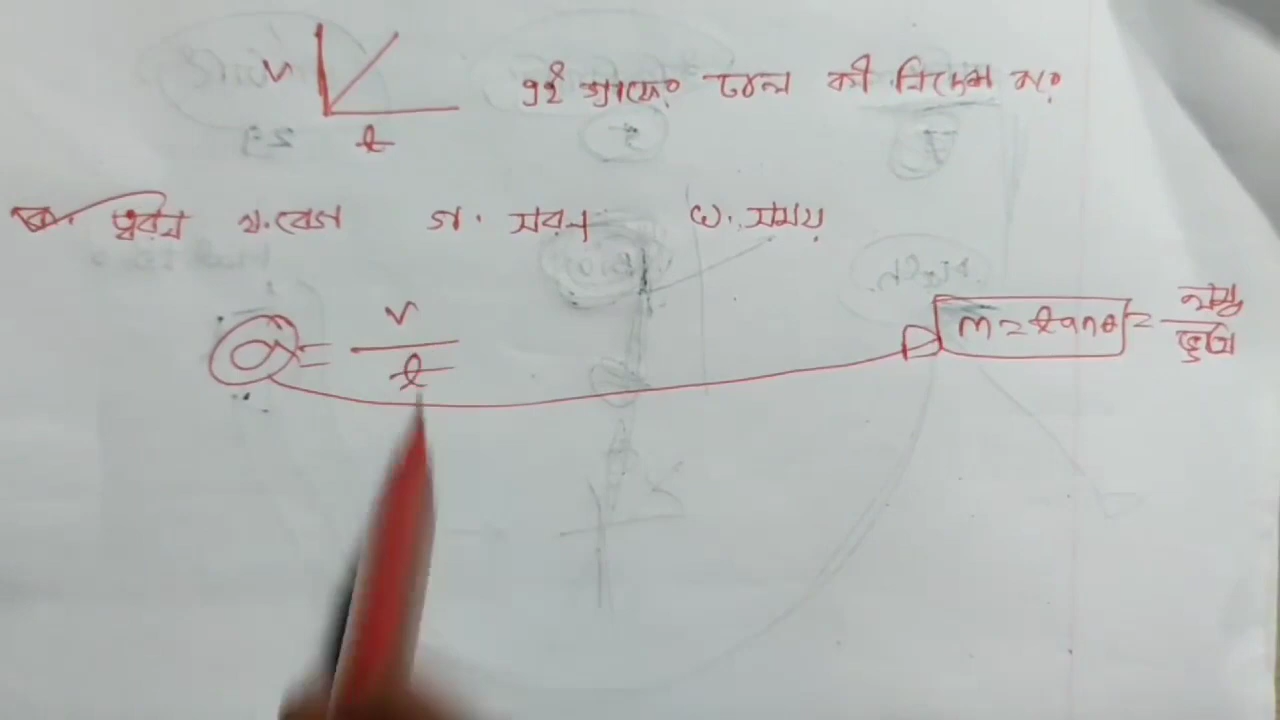 v
t
এই গ্রাফের ঢাল কী নির্দেশ করে
ক. ত্বরণ খ. বেগ গ. সরণ ঘ. সময়
a = v / t
m = tanθ = লম্ব / ভূমি